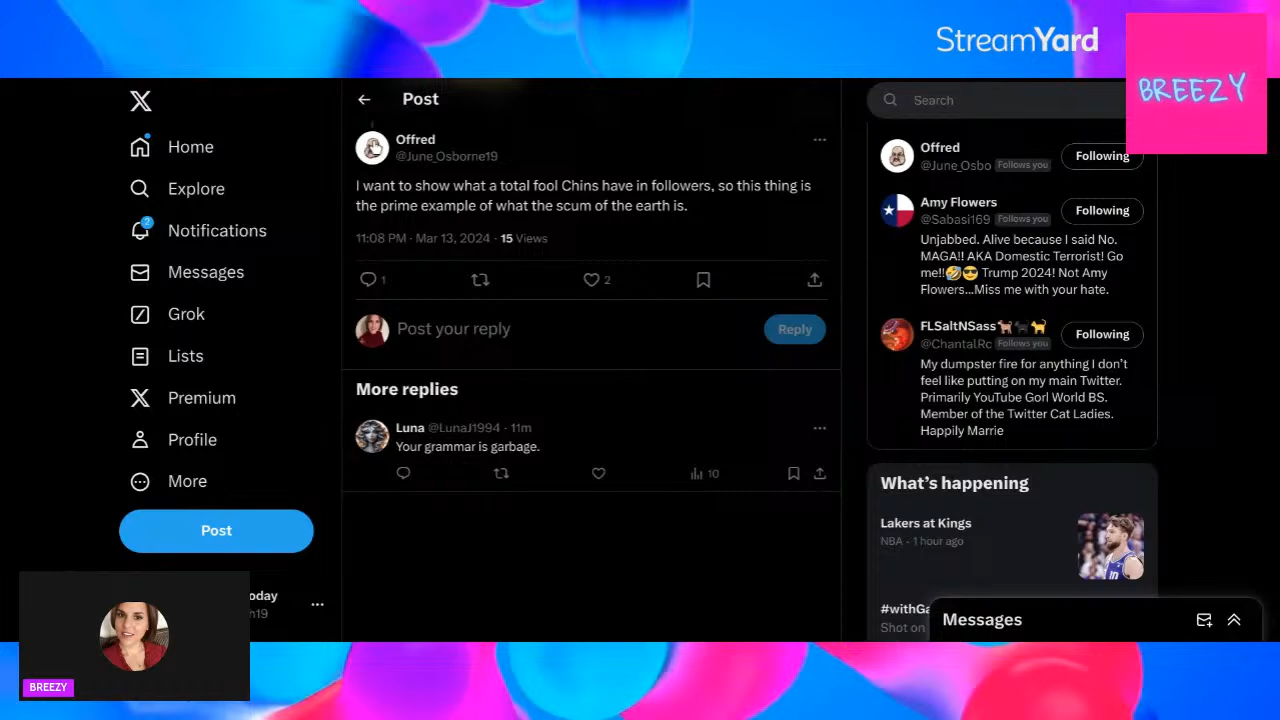 StreamYard
BREEZY
Home
Explore
2
Notifications
Messages
Grok
Lists
Premium
Profile
More
Post
oday
h19
BREEZY
Post
Offred
@June_Osborne19
I want to show what a total fool Chins have in followers, so this thing is
the prime example of what the scum of the earth is.
11:08 PM · Mar 13, 2024 · 15 Views
1
2
Post your reply
Reply
More replies
Luna @LunaJ1994 · 11m
Your grammar is garbage.
10
Search
Offred
@June_Osbo Follows you
Following
Amy Flowers
@Sabasi169 Follows you
Following
Unjabbed. Alive because I said No.
MAGA!! AKA Domestic Terrorist! Go
me!!🤣😎 Trump 2024! Not Amy
Flowers...Miss me with your hate.
FLSaltNSass🐕🐈‍⬛🐈
@ChantalRc Follows you
Following
My dumpster fire for anything I don't
feel like putting on my main Twitter.
Primarily YouTube Gorl World BS.
Member of the Twitter Cat Ladies.
Happily Marrie
What's happening
Lakers at Kings
NBA · 1 hour ago
#withGa
Shot on
Messages